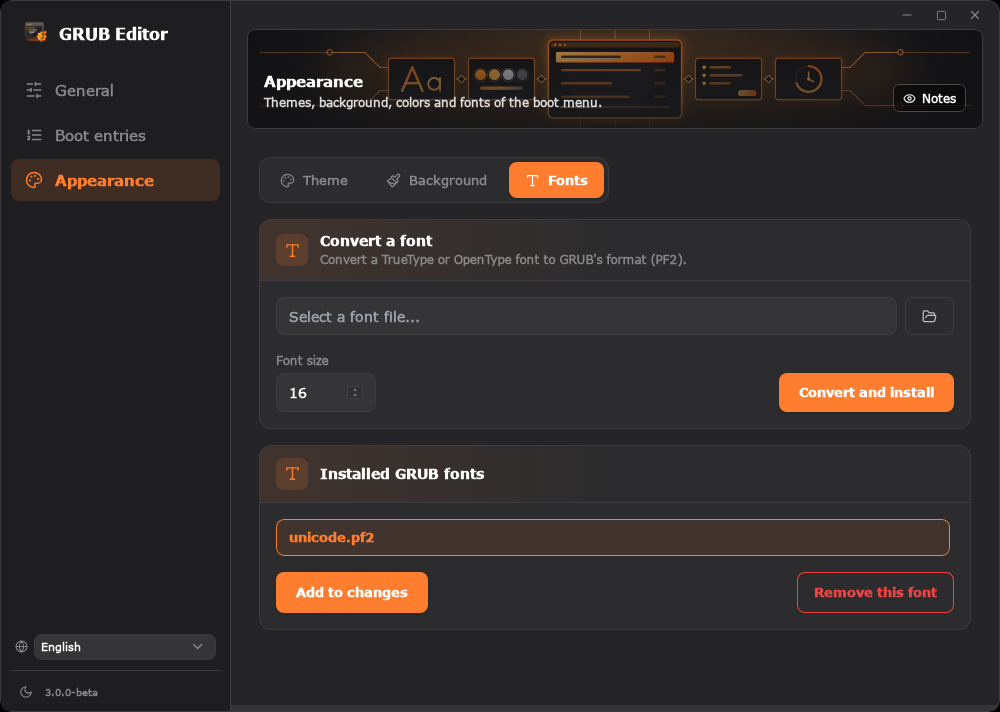 GRUB Editor
General
Boot entries
Appearance
English
3.0.0-beta
Aa
Appearance
Themes, background, colors and fonts of the boot menu.
Notes
Theme
Background
Fonts
Convert a font
Convert a TrueType or OpenType font to GRUB's format (PF2).
Select a font file...
Font size
16
Convert and install
Installed GRUB fonts
unicode.pf2
Add to changes
Remove this font